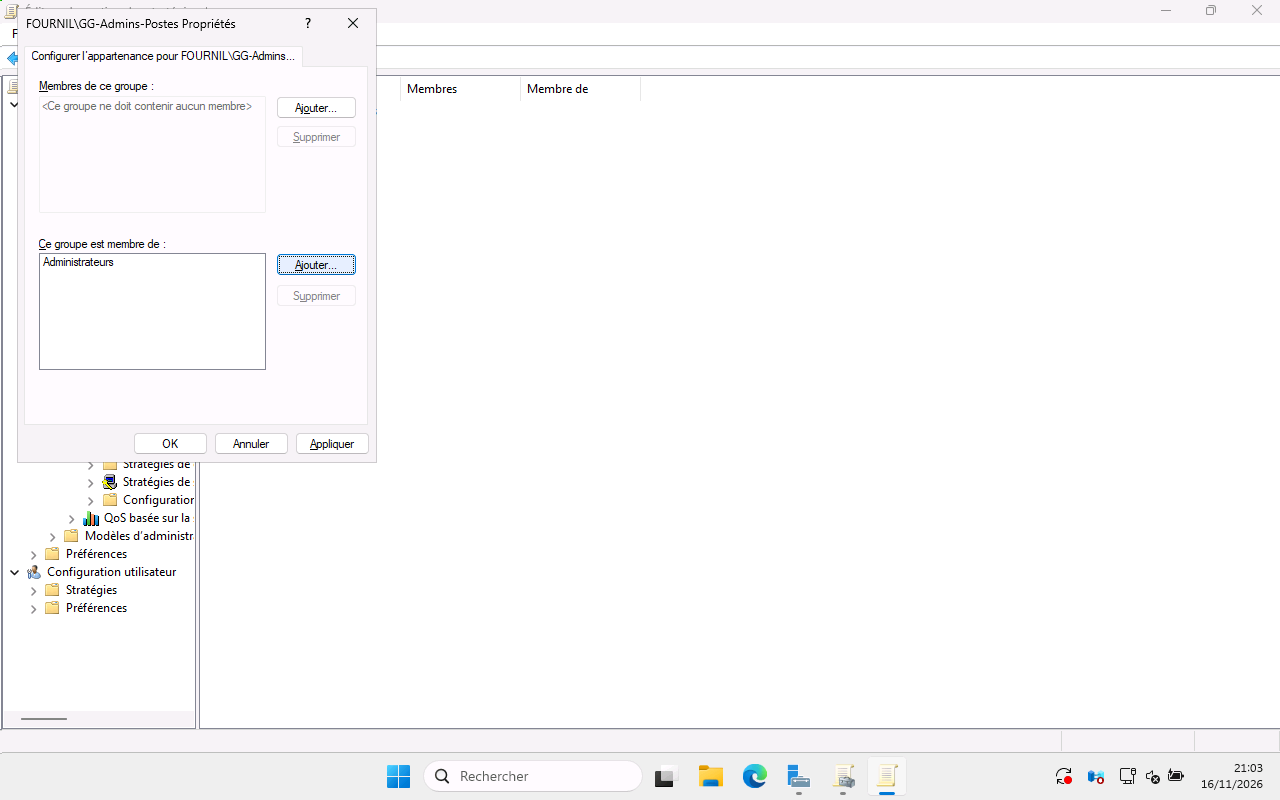 FOURNIL\GG-Admins-Postes Propriétés
?
Configurer l'appartenance pour FOURNIL\GG-Admins...
Membres de ce groupe :
<Ce groupe ne doit contenir aucun membre>
Ajouter...
Supprimer
Ce groupe est membre de :
Administrateurs
Ajouter...
Supprimer
OK
Annuler
Appliquer
Membres
Membre de
Stratégies de
Stratégies de
Configuration
QoS basée sur la
Modèles d'administr
Préférences
Configuration utilisateur
Stratégies
Préférences
Rechercher
21:03
16/11/2026